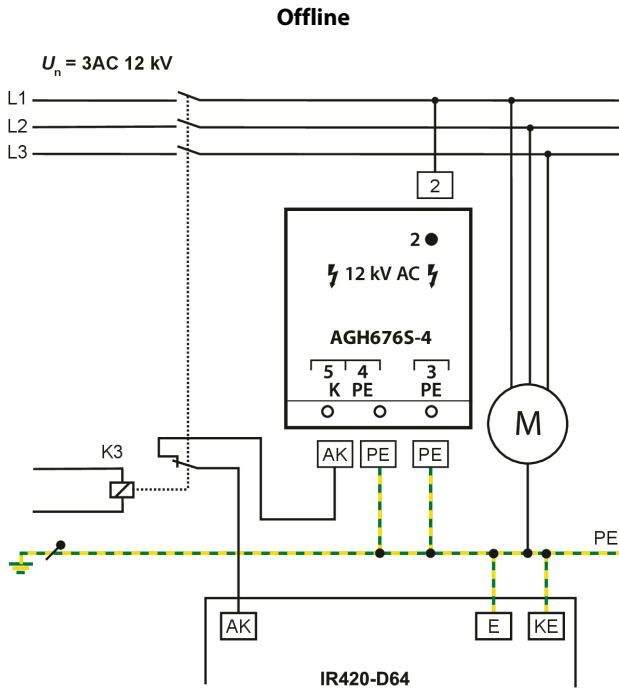 Offline
Un = 3AC 12 kV
L1
L2
L3
2
2
12 kV AC
AGH676S-4
5 4 3
K PE PE
K3
AK PE PE
PE
AK E KE
IR420-D64
M